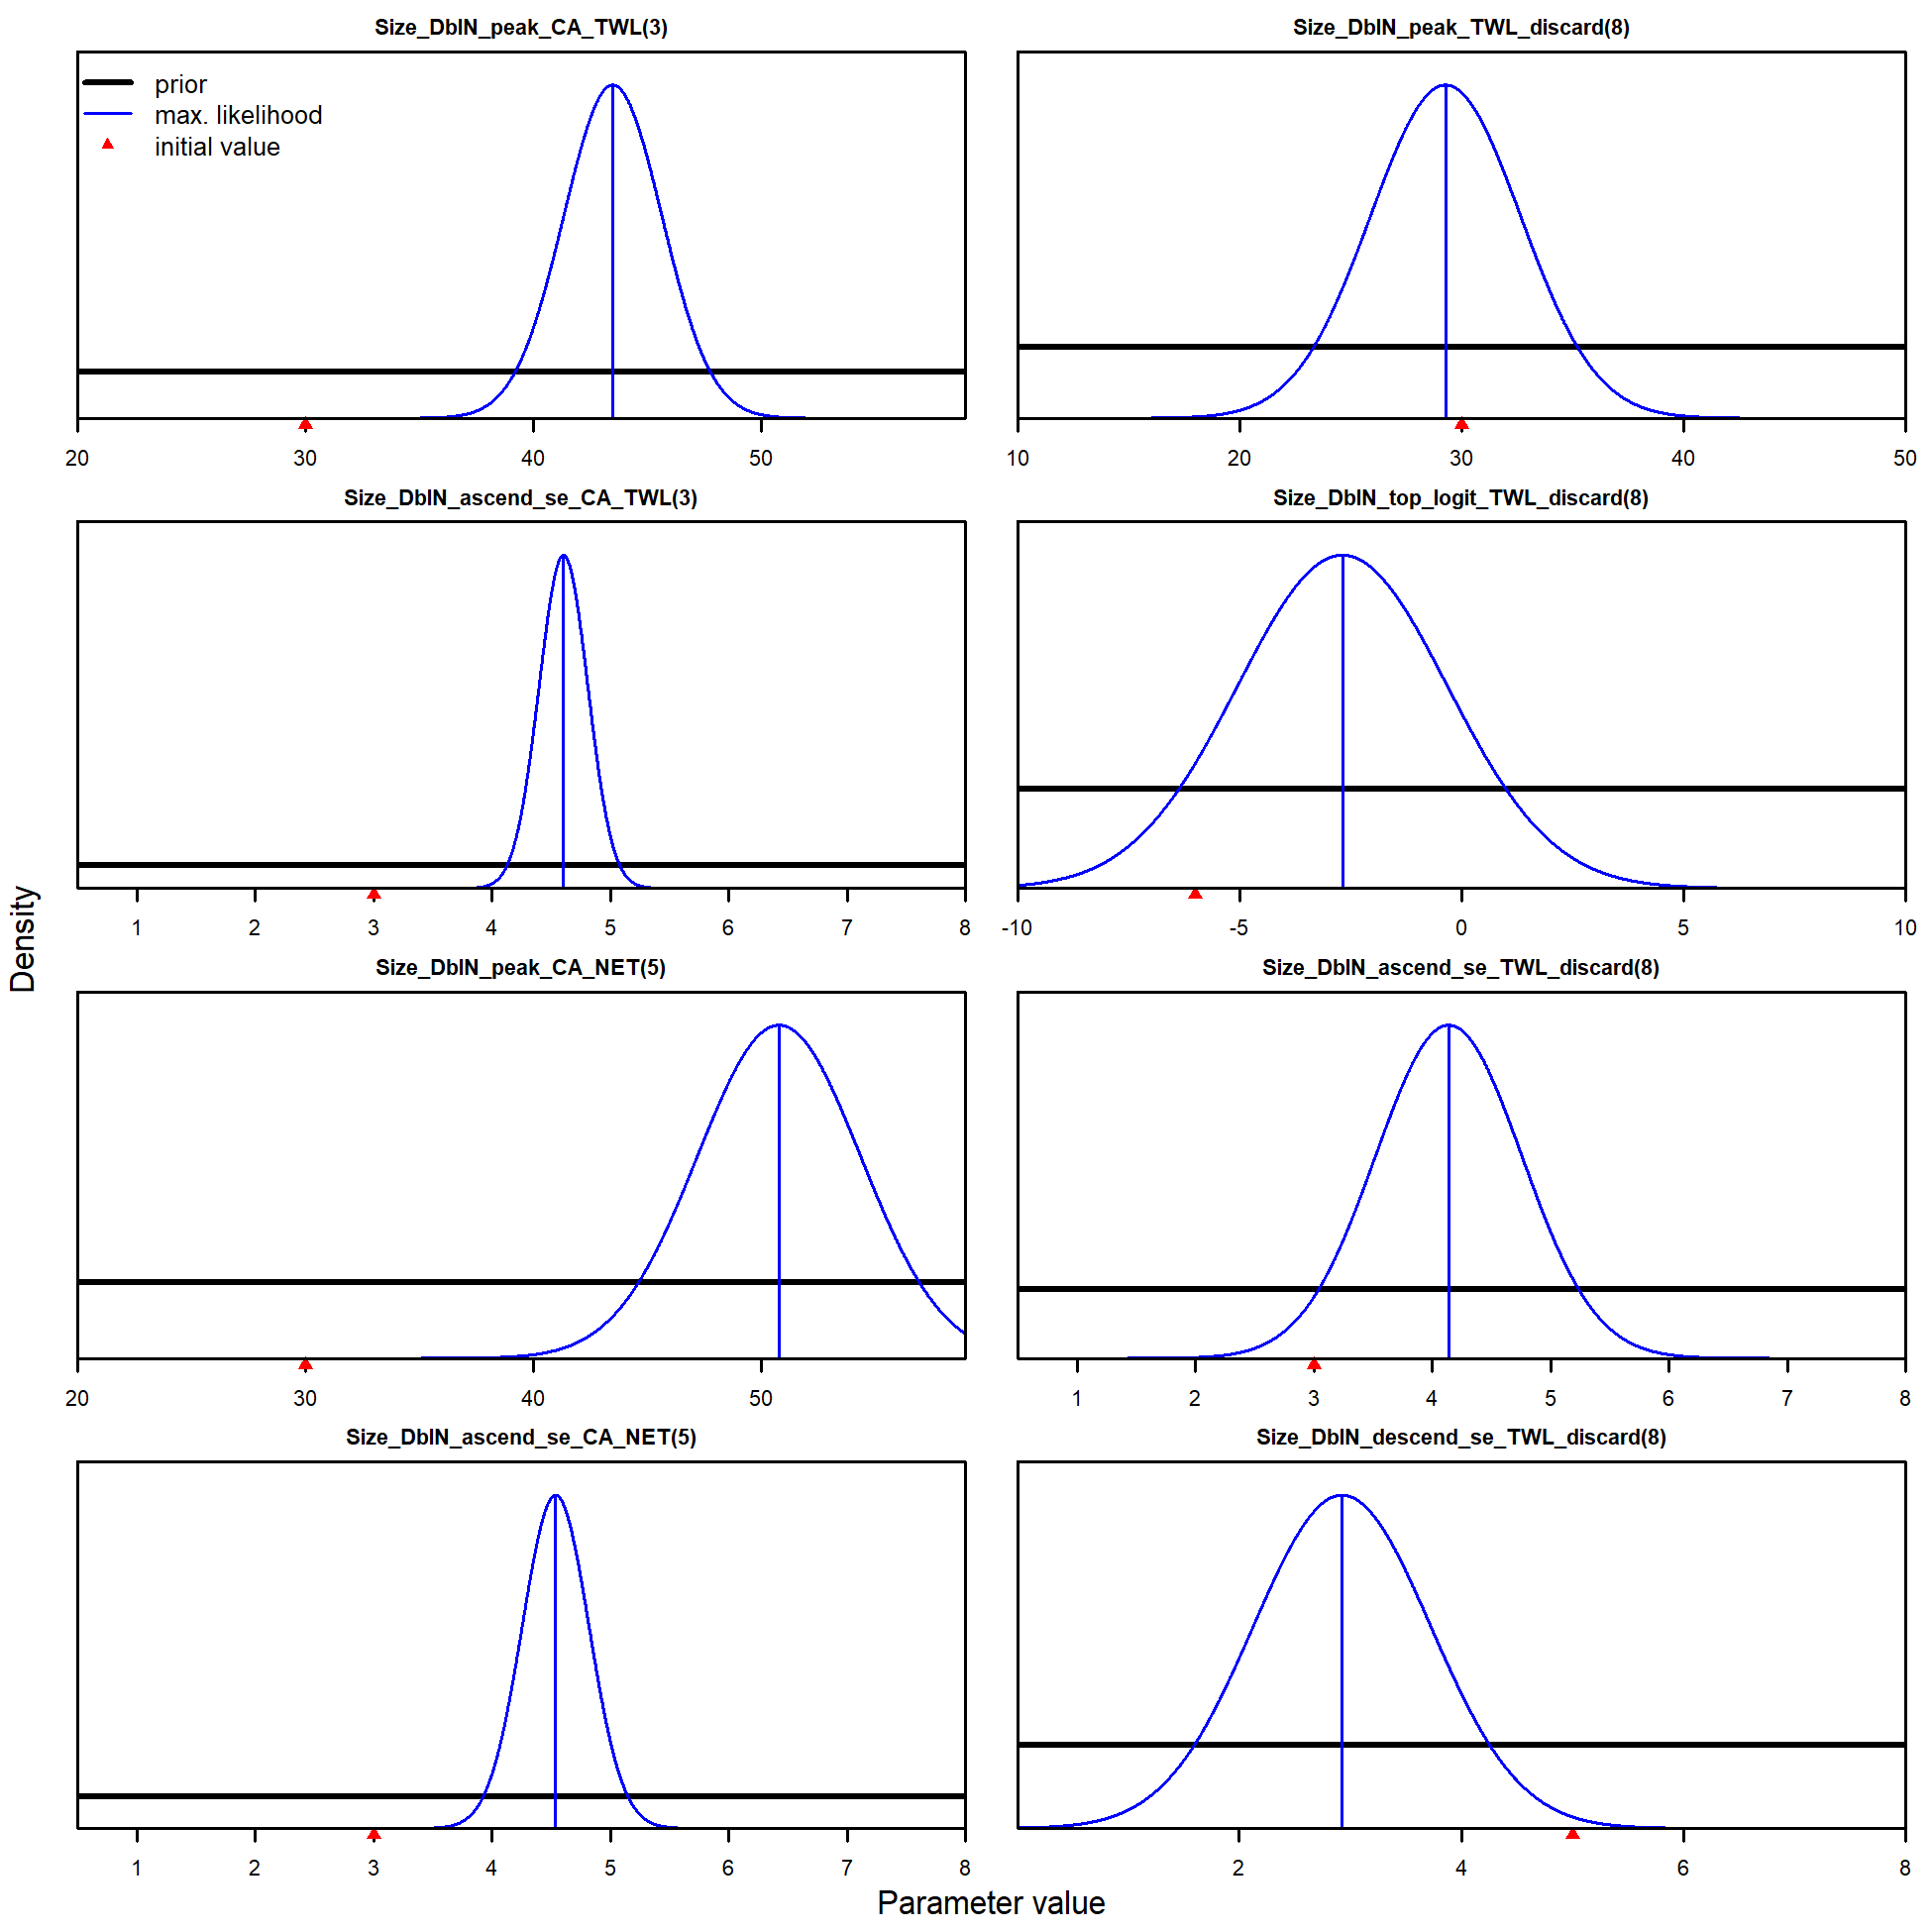 Size_DblN_peak_CA_TWL(3)
prior
max. likelihood
initial value
20 30 40 50
Size_DblN_peak_TWL_discard(8)
10 20 30 40 50
Size_DblN_ascend_se_CA_TWL(3)
1 2 3 4 5 6 7 8
Size_DblN_top_logit_TWL_discard(8)
-10 -5 0 5 10
Size_DblN_peak_CA_NET(5)
20 30 40 50
Size_DblN_ascend_se_TWL_discard(8)
1 2 3 4 5 6 7 8
Size_DblN_ascend_se_CA_NET(5)
1 2 3 4 5 6 7 8
Size_DblN_descend_se_TWL_discard(8)
2 4 6 8
Density
Parameter value